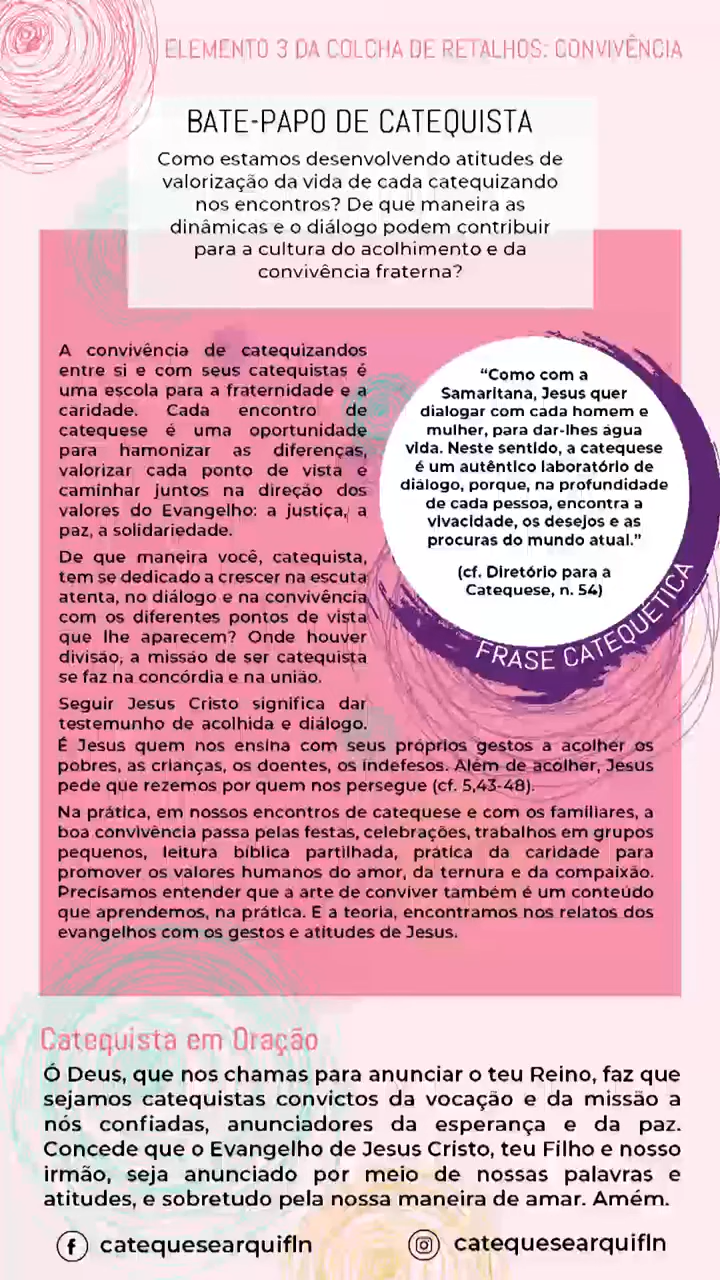 ELEMENTO 3 DA COLCHA DE RETALHOS: CONVIVÊNCIA
BATE-PAPO DE CATEQUISTA
Como estamos desenvolvendo atitudes de
valorização da vida de cada catequizando
nos encontros? De que maneira as
dinâmicas e o diálogo podem contribuir
para a cultura do acolhimento e da
convivência fraterna?
A convivência de catequizandos
entre si e com seus catequistas é
uma escola para a fraternidade e a
caridade. Cada encontro de
catequese é uma oportunidade
para hamonizar as diferenças,
valorizar cada ponto de vista e
caminhar juntos na direção dos
valores do Evangelho: a justiça, a
paz, a solidariedade.
De que maneira você, catequista,
tem se dedicado a crescer na escuta
atenta, no diálogo e na convivência
com os diferentes pontos de vista
que lhe aparecem? Onde houver
divisão, a missão de ser catequista
se faz na concórdia e na união.
Seguir Jesus Cristo significa dar
testemunho de acolhida e diálogo.
É Jesus quem nos ensina com seus próprios gestos a acolher os
pobres, as crianças, os doentes, os indefesos. Além de acolher, Jesus
pede que rezemos por quem nos persegue (cf. 5,43-48).
Na prática, em nossos encontros de catequese e com os familiares, a
boa convivência passa pelas festas, celebrações, trabalhos em grupos
pequenos, leitura bíblica partilhada, prática da caridade para
promover os valores humanos do amor, da ternura e da compaixão.
Precisamos entender que a arte de conviver também é um conteúdo
que aprendemos, na prática. E a teoria, encontramos nos relatos dos
evangelhos com os gestos e atitudes de Jesus.
“Como com a
Samaritana, Jesus quer
dialogar com cada homem e
mulher, para dar-lhes água
vida. Neste sentido, a catequese
é um autêntico laboratório de
diálogo, porque, na profundidade
de cada pessoa, encontra a
vivacidade, os desejos e as
procuras do mundo atual.”
(cf. Diretório para a
Catequese, n. 54)
FRASE CATEQUÉTICA
Catequista em Oração
Ó Deus, que nos chamas para anunciar o teu Reino, faz que
sejamos catequistas convictos da vocação e da missão a
nós confiadas, anunciadores da esperança e da paz.
Concede que o Evangelho de Jesus Cristo, teu Filho e nosso
irmão, seja anunciado por meio de nossas palavras e
atitudes, e sobretudo pela nossa maneira de amar. Amém.
catequesearquifln
catequesearquifln